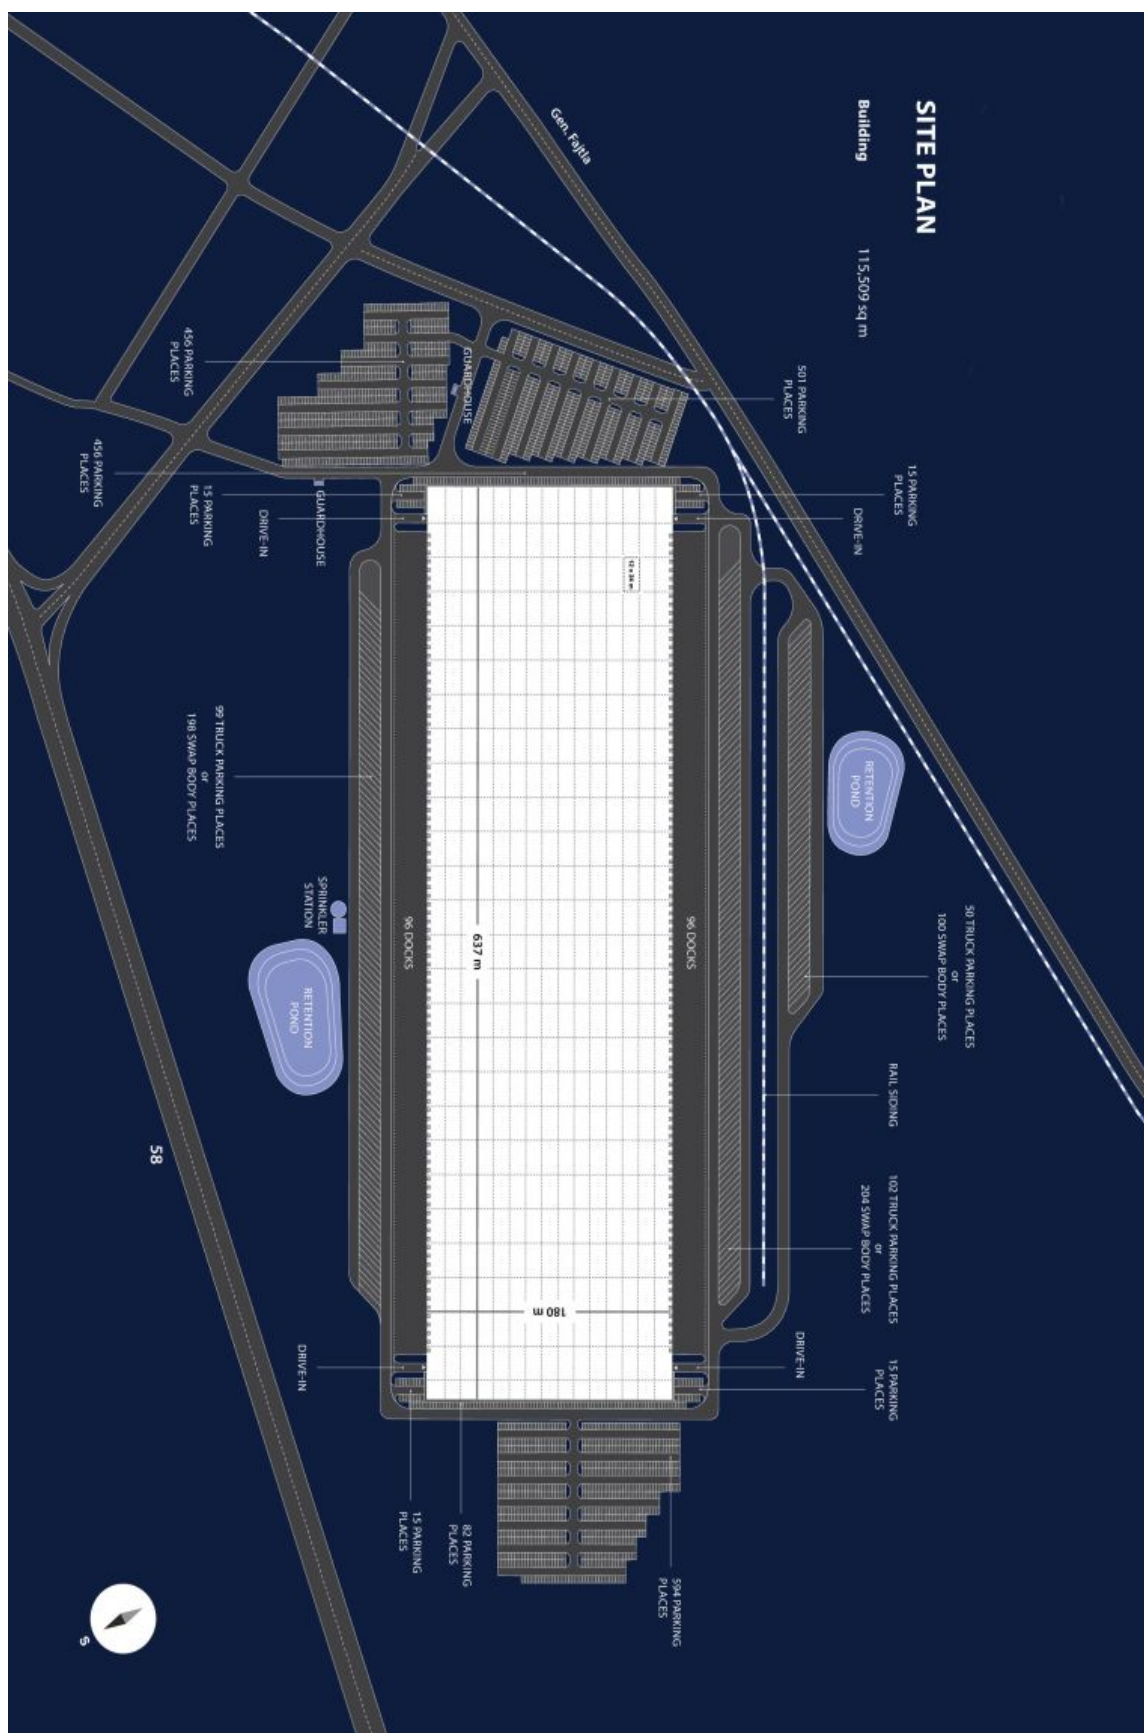 SITE PLAN
Building 115,509 sq m
Gen. Fajtla
501 PARKING
PLACES
15 PARKING
PLACES
DRIVE-IN
RETENTION
POND
50 TRUCK PARKING PLACES
or
100 SWAP BODY PLACES
RAIL SIDING
102 TRUCK PARKING PLACES
or
204 SWAP BODY PLACES
DRIVE-IN
15 PARKING
PLACES
GUARDHOUSE
12 x 24 m
96 DOCKS
637 m
180 m
96 DOCKS
594 PARKING
PLACES
456 PARKING
PLACES
456 PARKING
PLACES
15 PARKING
PLACES
DRIVE-IN
GUARDHOUSE
99 TRUCK PARKING PLACES
or
198 SWAP BODY PLACES
SPRINKLER
STATION
RETENTION
POND
DRIVE-IN
15 PARKING
PLACES
82 PARKING
PLACES
58
S